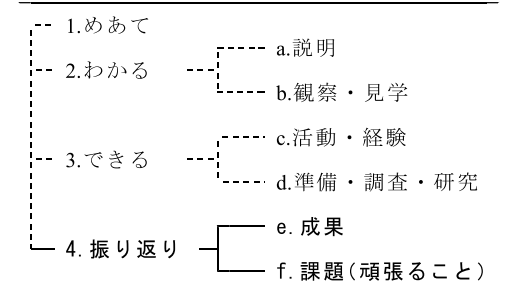 1.めあて
2.わかる
a.説明
b.観察・見学
3.できる
c.活動・経験
d.準備・調査・研究
4.振り返り
e.成果
f.課題(頑張ること)